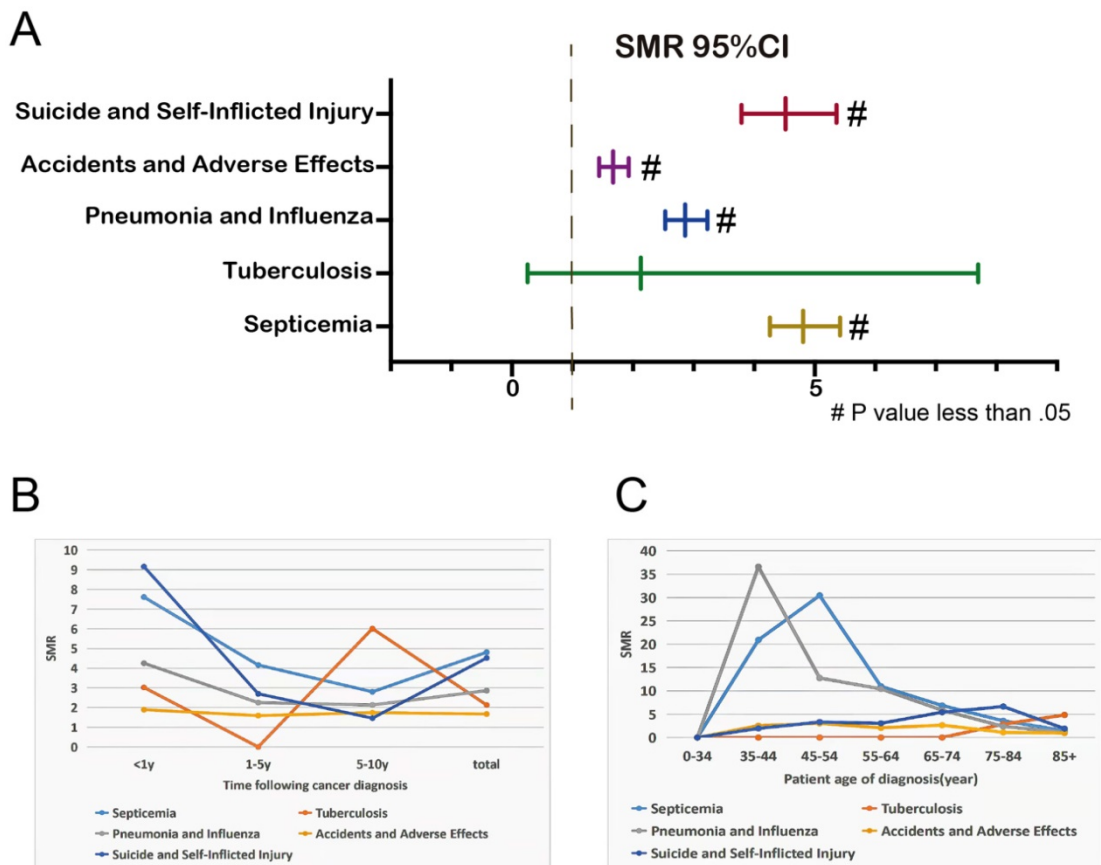 A
SMR 95%CI
Suicide and Self-Inflicted Injury
#
Accidents and Adverse Effects
#
Pneumonia and Influenza
#
Tuberculosis
Septicemia
#
0
5
# P value less than .05
B
10
9
8
7
6
5
4
3
2
1
0
SMR
<1y
1-5y
5-10y
total
Time following cancer diagnosis
Septicemia
Tuberculosis
Pneumonia and Influenza
Accidents and Adverse Effects
Suicide and Self-Inflicted Injury
C
40
35
30
25
20
15
10
5
0
SMR
0-34
35-44
45-54
55-64
65-74
75-84
85+
Patient age of diagnosis(year)
Septicemia
Tuberculosis
Pneumonia and Influenza
Accidents and Adverse Effects
Suicide and Self-Inflicted Injury